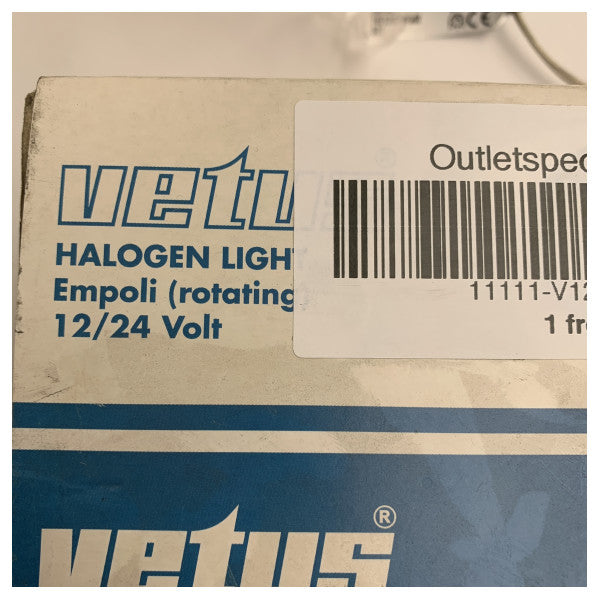 Outletspec
vetus®
HALOGEN LIGHT
11111-V12
Empoli (rotating)
1 fr
12/24 Volt
vetus®